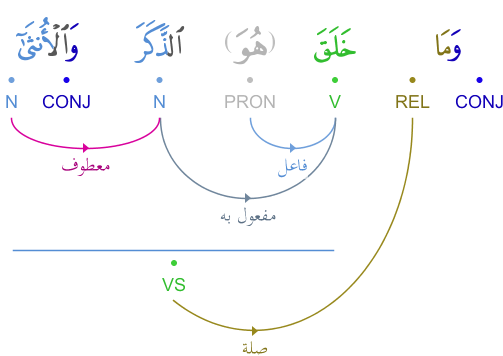 وَمَا خَلَقَ (هُوَ) ٱلذَّكَرَ وَٱلْأُنثَىٰٓ
N CONJ N PRON V REL CONJ
معطوف فاعل
مفعول به
VS
صلة